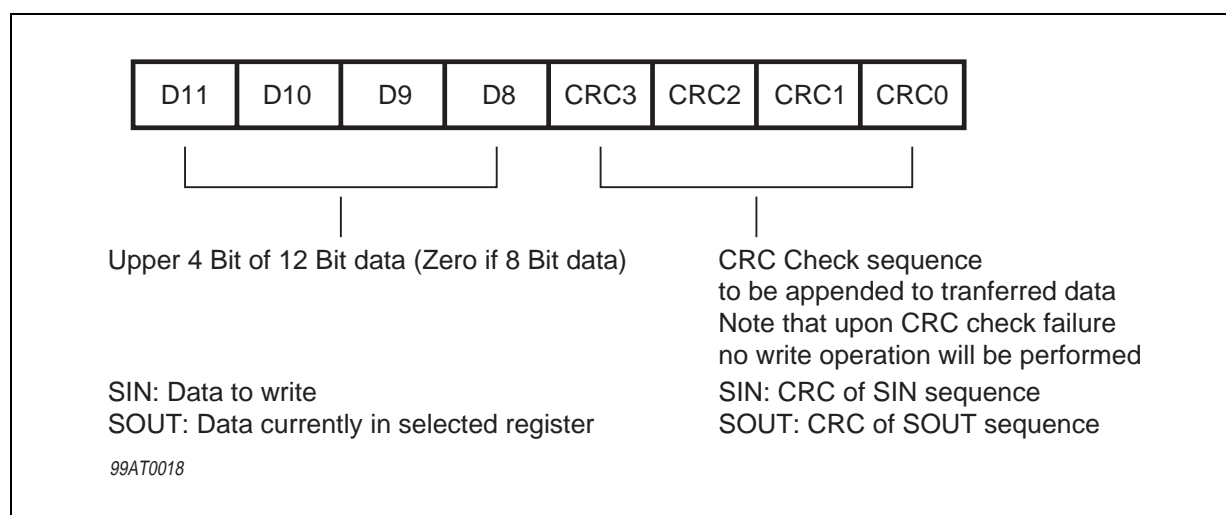 D11 D10 D9 D8 CRC3 CRC2 CRC1 CRC0
Upper 4 Bit of 12 Bit data (Zero if 8 Bit data)
CRC Check sequence
to be appended to tranferred data
Note that upon CRC check failure
no write operation will be performed
SIN: Data to write
SOUT: Data currently in selected register
SIN: CRC of SIN sequence
SOUT: CRC of SOUT sequence
99AT0018